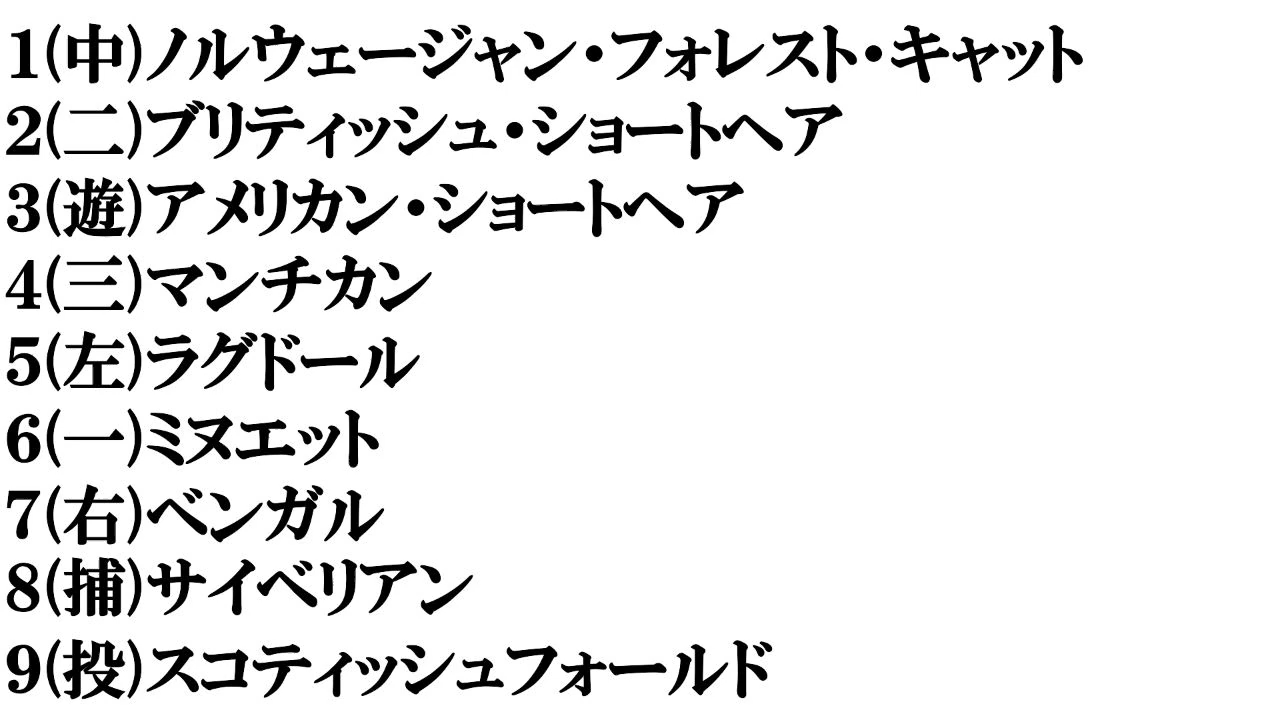 1(中)ノルウェージャン・フォレスト・キャット
2(二)ブリティッシュ・ショートヘア
3(遊)アメリカン・ショートヘア
4(三)マンチカン
5(左)ラグドール
6(一)ミヌエット
7(右)ベンガル
8(捕)サイベリアン
9(投)スコティッシュフォールド